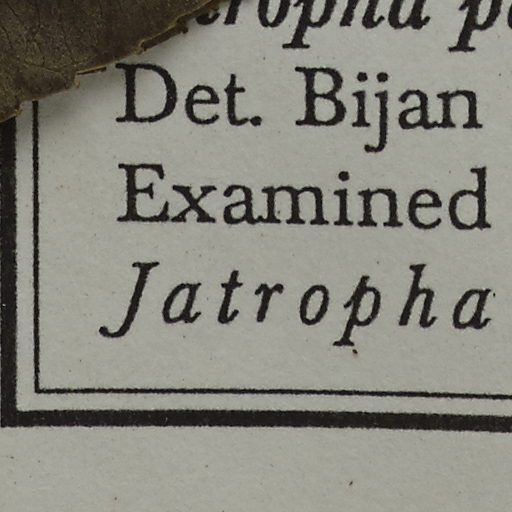 Det. Bijan
Examined
Jatropha